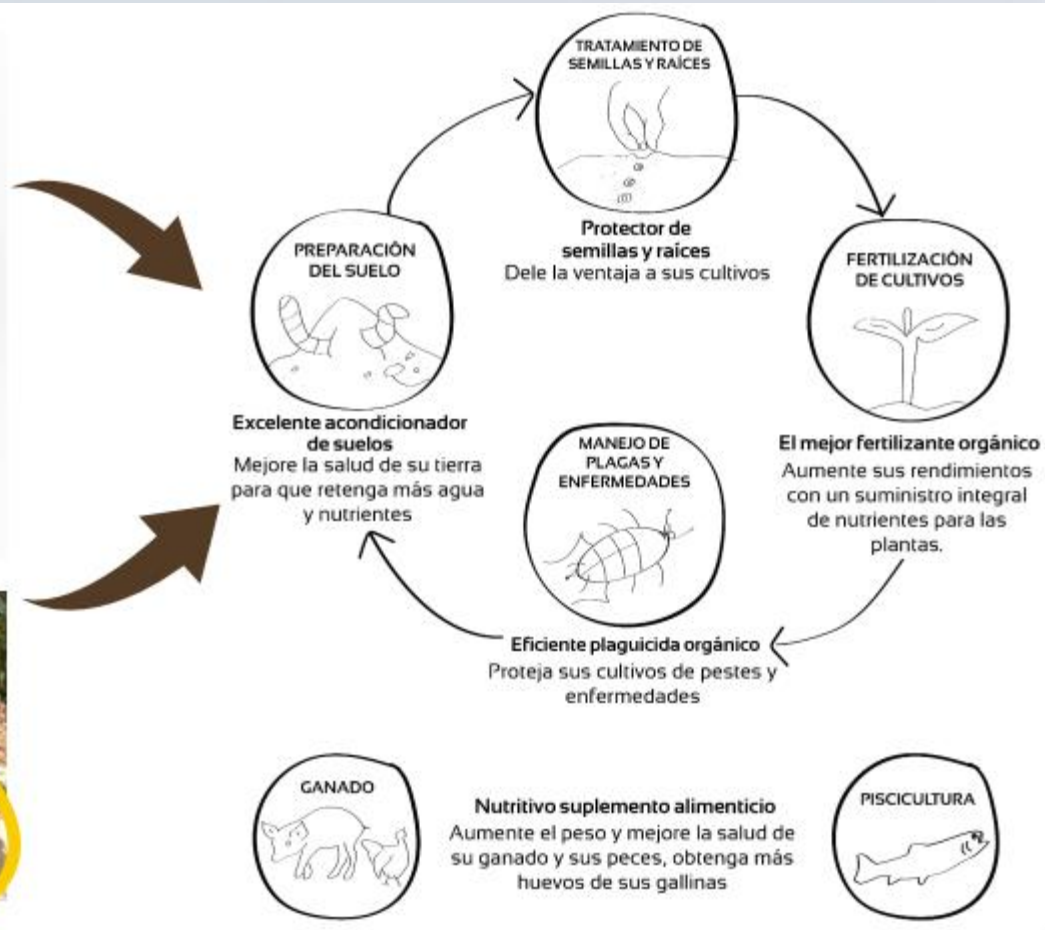 TRATAMIENTO DE
SEMILLAS Y RAÍCES
Protector de
semillas y raíces
Dele la ventaja a sus cultivos
PREPARACIÓN
DEL SUELO
Excelente acondicionador
de suelos
Mejore la salud de su tierra
para que retenga más agua
y nutrientes
FERTILIZACIÓN
DE CULTIVOS
El mejor fertilizante orgánico
Aumente sus rendimientos
con un suministro integral
de nutrientes para las
plantas.
MANEJO DE
PLAGAS Y
ENFERMEDADES
Eficiente plaguicida orgánico
Proteja sus cultivos de pestes y
enfermedades
GANADO
Nutritivo suplemento alimenticio
Aumente el peso y mejore la salud de
su ganado y sus peces, obtenga más
huevos de sus gallinas
PISCICULTURA